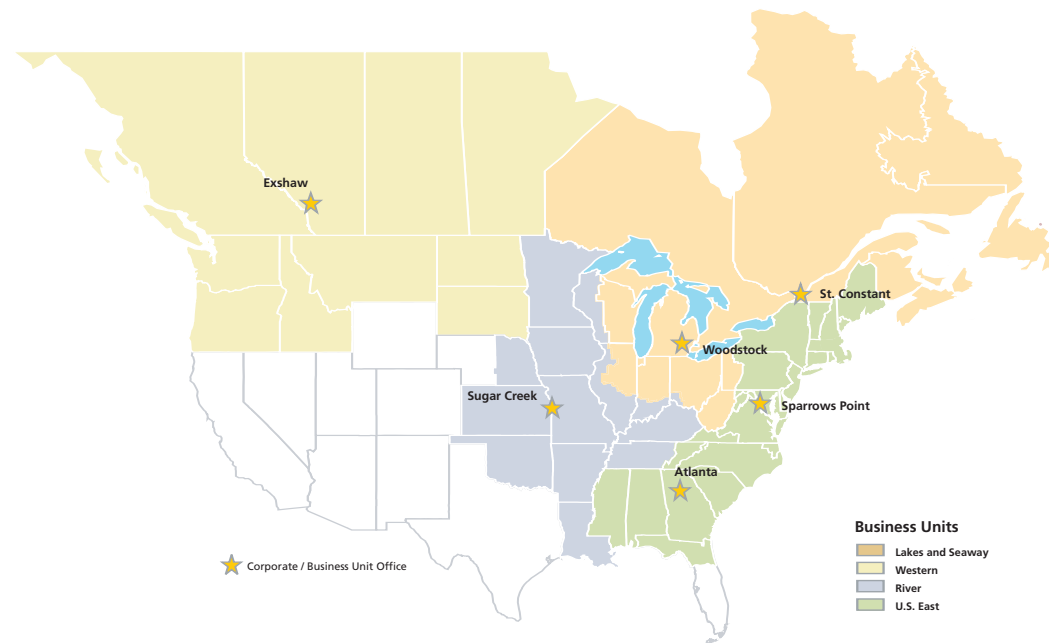 Exshaw
St. Constant
Woodstock
Sugar Creek
Sparrows Point
Atlanta
Business Units
Lakes and Seaway
Western
River
U.S. East
Corporate / Business Unit Office